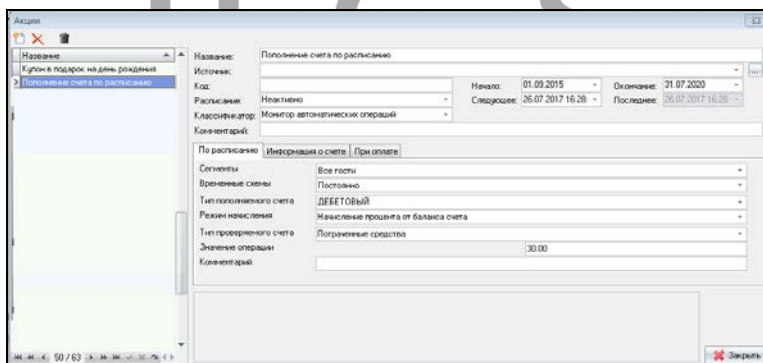 Акции
Название
Купон в подарок на день рождения
Пополнение счета по расписанию
Название: Пополнение счета по расписанию
Источник:
Код: Начало: 01.09.2015 Окончание: 31.07.2020
Расписание: Неактивно Следующее: 26.07.2017 16:28 Последнее: 26.07.2017 16:28
Классификатор: Монитор автоматических операций
Комментарий:
По расписанию Информация о счете При оплате
Сегменты Все гости
Временные схемы Постоянно
Тип пополняемого счета ДЕБЕТОВЫЙ
Режим начисления Начисление процента от баланса счета
Тип проверяемого счета Потраченные средства
Значение операции 30.00
Комментарий
50 / 63
Закрыть